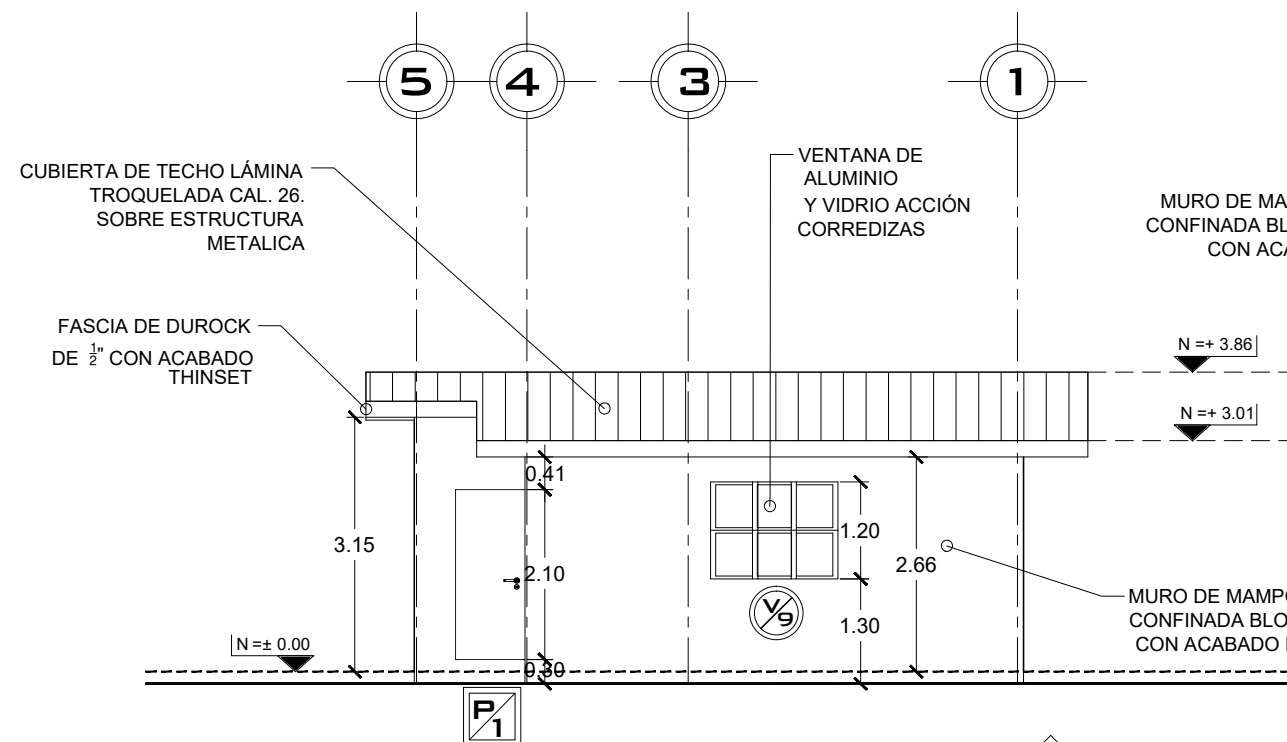 5
4
3
1
CUBIERTA DE TECHO LÁMINA
TROQUELADA CAL. 26.
SOBRE ESTRUCTURA
METALICA
VENTANA DE
ALUMINIO
Y VIDRIO ACCIÓN
CORREDIZAS
MURO DE MA
CONFINADA BL
CON ACA
FASCIA DE DUROCK
DE 1/2" CON ACABADO
THINSET
N =+ 3.86
N =+ 3.01
0.41
3.15
2.10
1.20
2.66
1.30
V/9
MURO DE MAMPO
CONFINADA BLO
CON ACABADO
N =± 0.00
0.30
P/1